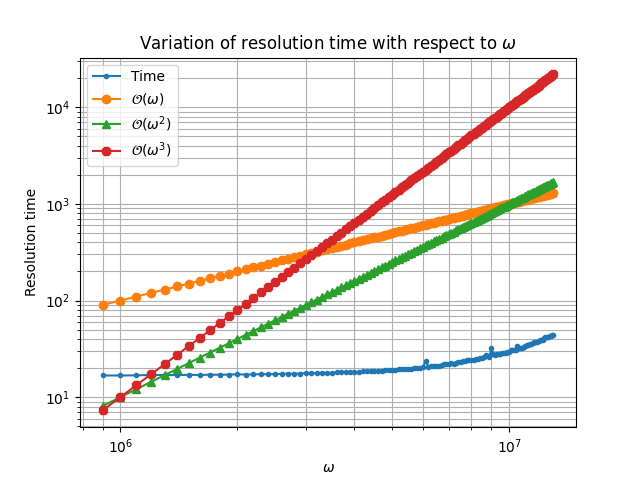 Variation of resolution time with respect to ω
Time
𝒪(ω)
𝒪(ω²)
𝒪(ω³)
Resolution time
10⁴
10³
10²
10¹
10⁶
10⁷
ω